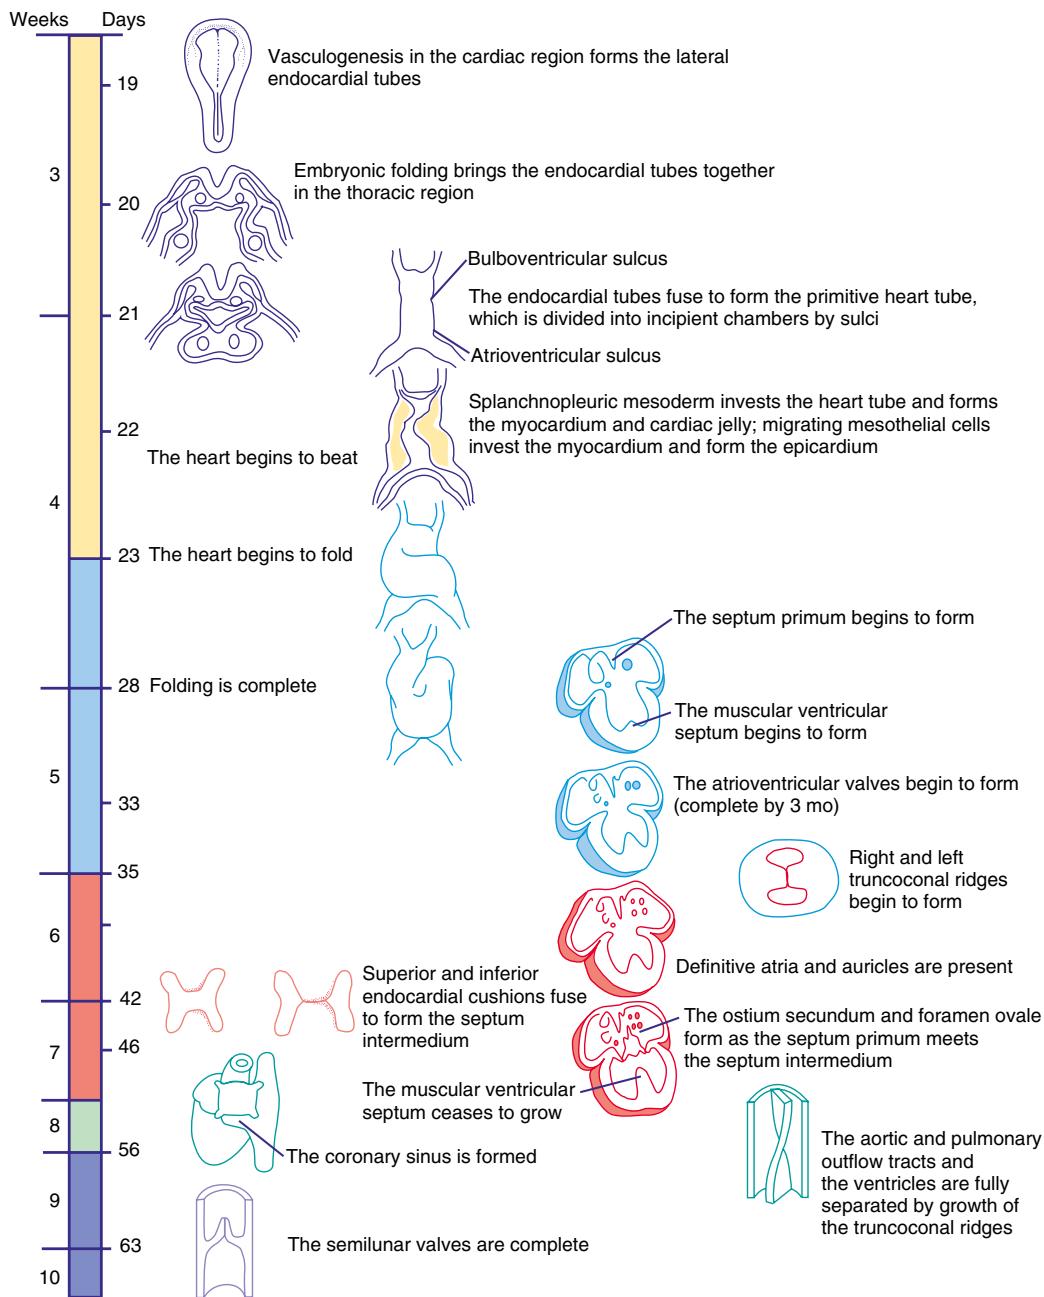 Weeks Days
Vasculogenesis in the cardiac region forms the lateral
endocardial tubes
19
3
Embryonic folding brings the endocardial tubes together
in the thoracic region
20
Bulboventricular sulcus
The endocardial tubes fuse to form the primitive heart tube,
which is divided into incipient chambers by sulci
21
Atrioventricular sulcus
Splanchnopleuric mesoderm invests the heart tube and forms
the myocardium and cardiac jelly; migrating mesothelial cells
invest the myocardium and form the epicardium
22
The heart begins to beat
4
23 The heart begins to fold
The septum primum begins to form
28 Folding is complete
The muscular ventricular
septum begins to form
5
The atrioventricular valves begin to form
(complete by 3 mo)
33
35
Right and left
truncoconal ridges
begin to form
6
Definitive atria and auricles are present
Superior and inferior
endocardial cushions fuse
to form the septum
intermedium
42
The ostium secundum and foramen ovale
form as the septum primum meets
the septum intermedium
7
46
The muscular ventricular
septum ceases to grow
8
56
The coronary sinus is formed
The aortic and pulmonary
outflow tracts and
the ventricles are fully
separated by growth of
the truncoconal ridges
9
63
The semilunar valves are complete
10